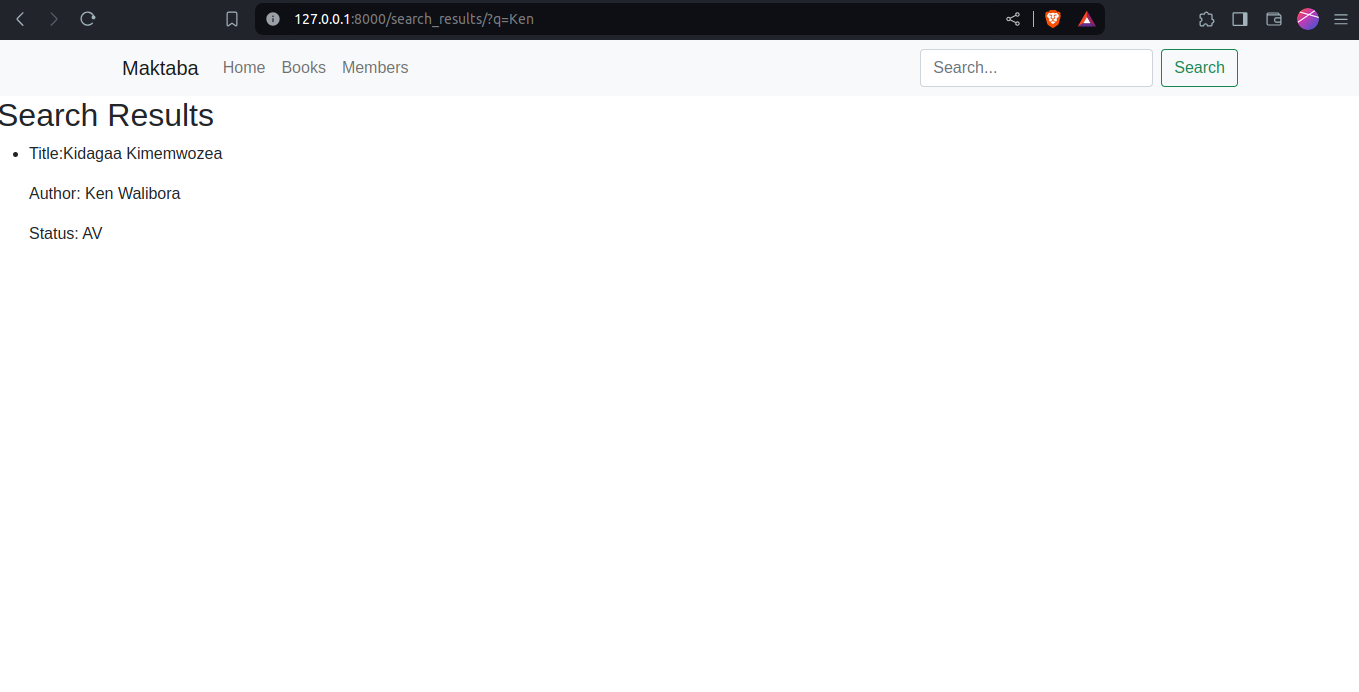 127.0.0.1:8000/search_results/?q=Ken
Maktaba Home Books Members Search... Search
Search Results
Title:Kidagaa Kimemwozea
Author: Ken Walibora
Status: AV